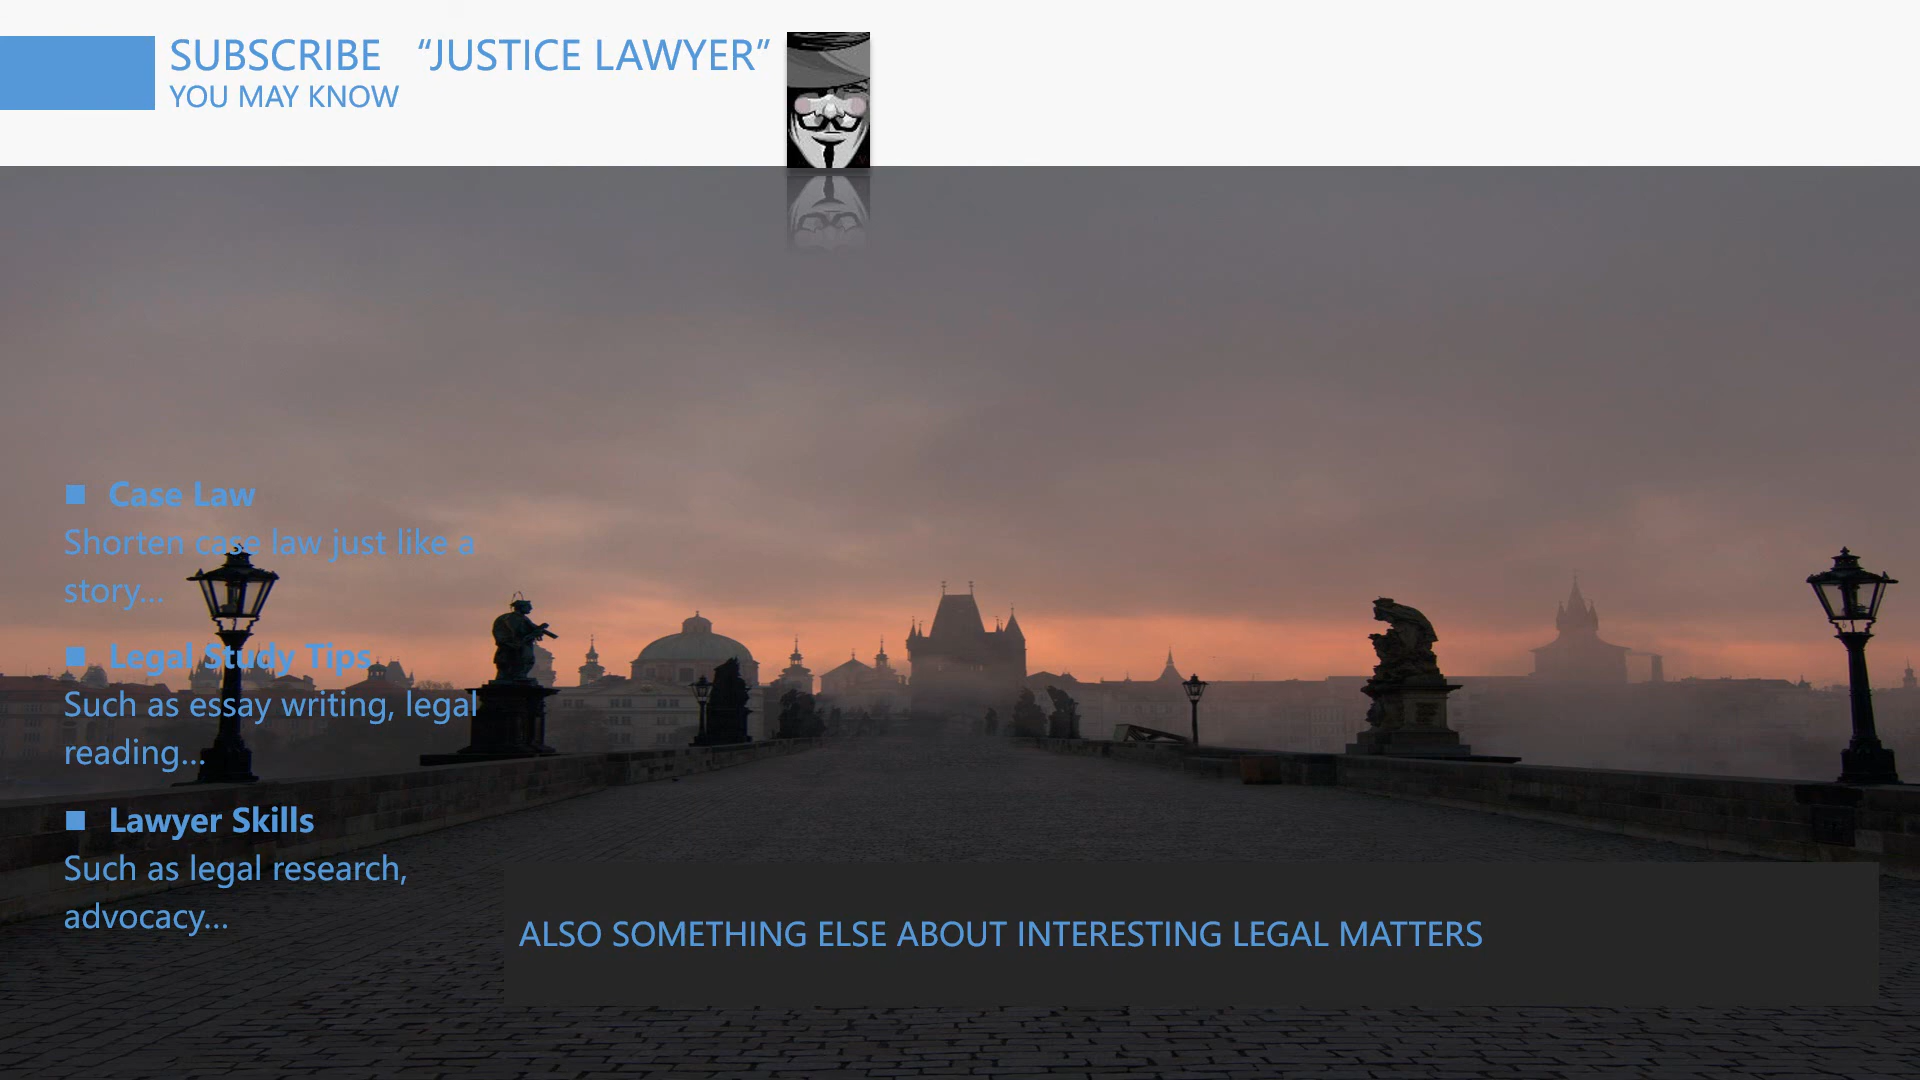 SUBSCRIBE “JUSTICE LAWYER”
YOU MAY KNOW
■ Case Law
Shorten case law just like a
story…
■ Legal Study Tips
Such as essay writing, legal
reading…
■ Lawyer Skills
Such as legal research,
advocacy…
ALSO SOMETHING ELSE ABOUT INTERESTING LEGAL MATTERS